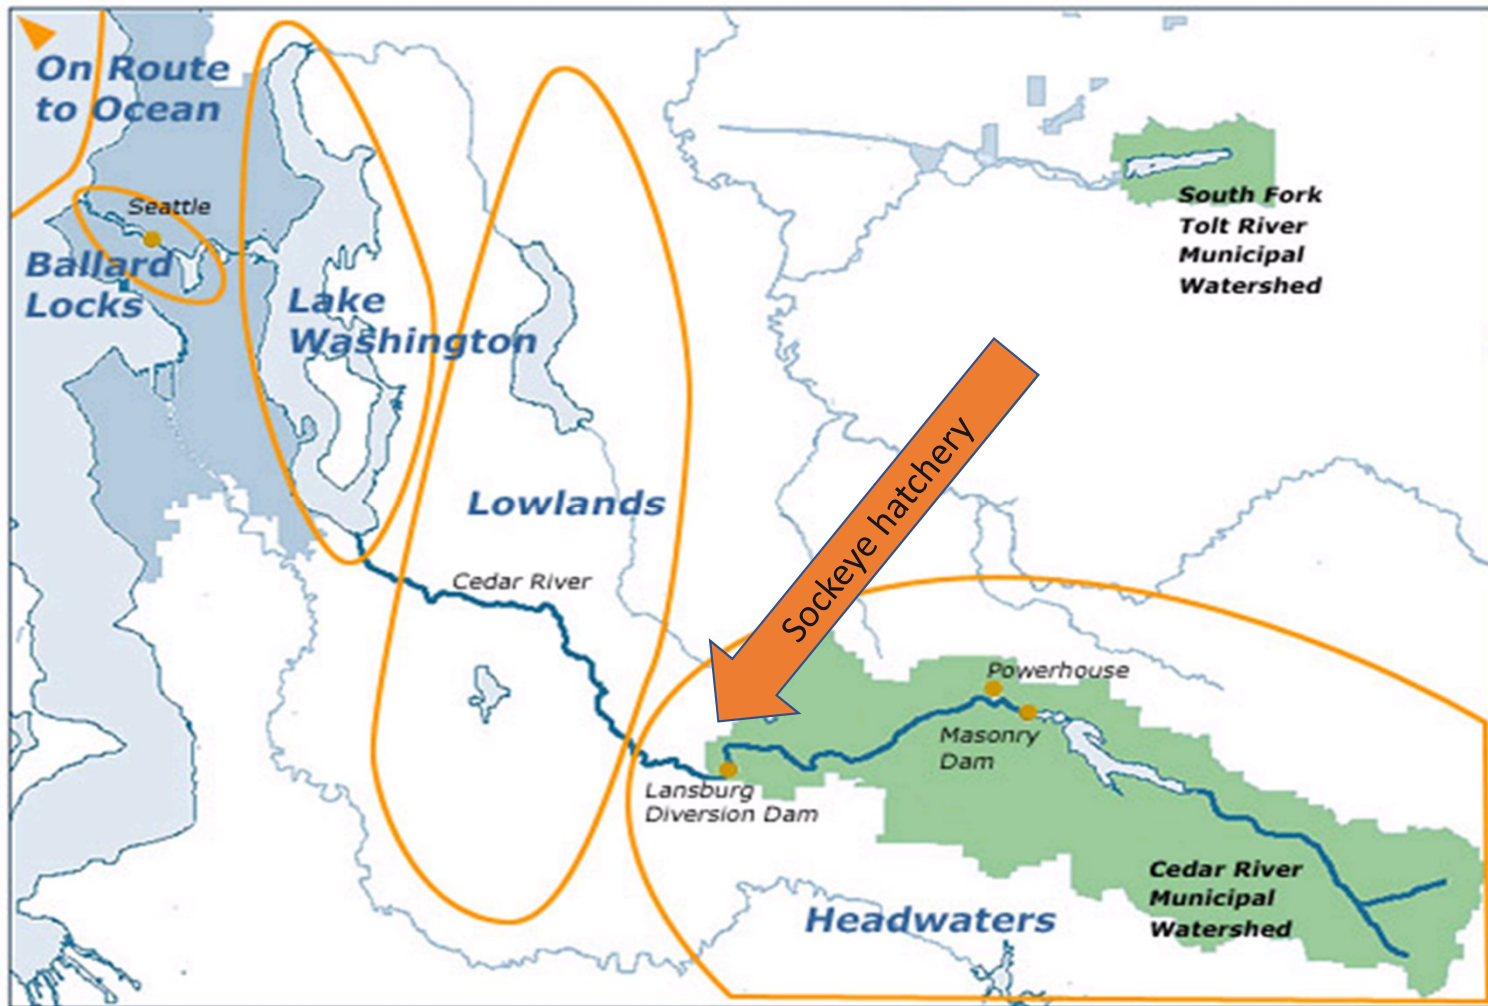 On Route
to Ocean
Seattle
Ballard
Locks
Lake
Washington
South Fork
Tolt River
Municipal
Watershed
Sockeye hatchery
Lowlands
Cedar River
Powerhouse
Masonry
Dam
Lansburg
Diversion Dam
Cedar River
Municipal
Watershed
Headwaters